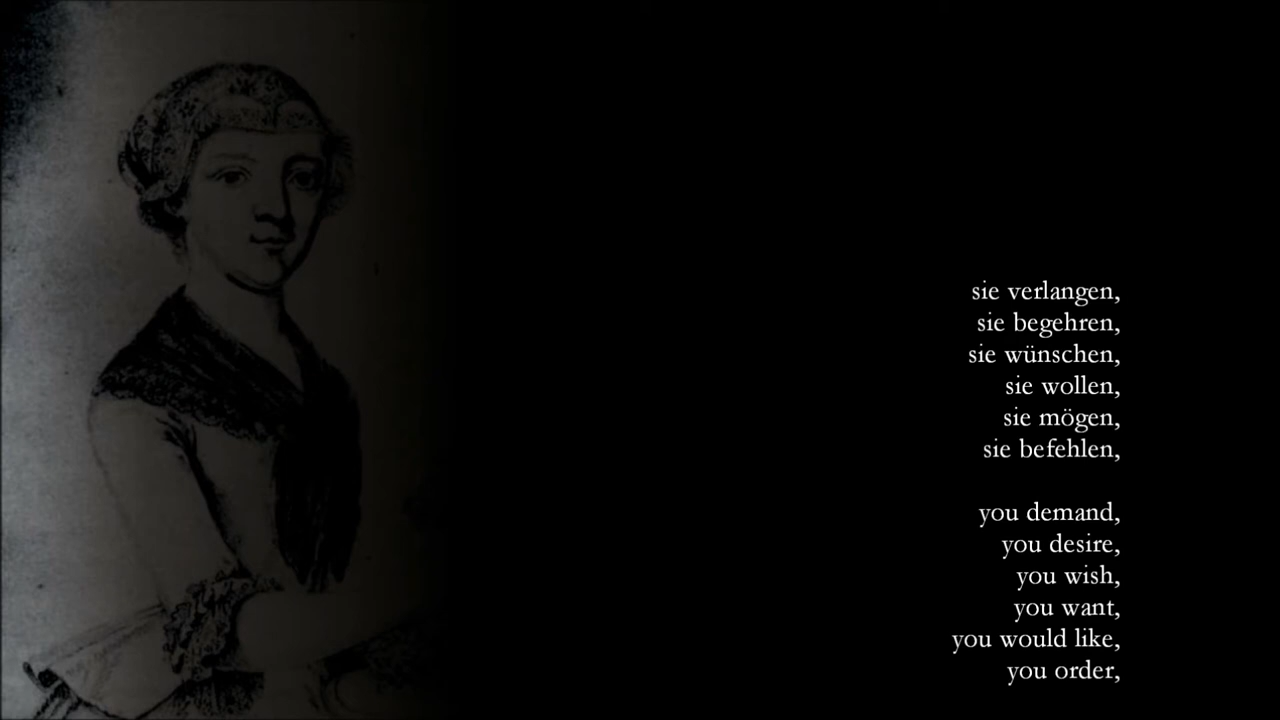 sie verlangen,
sie begehren,
sie wünschen,
sie wollen,
sie mögen,
sie befehlen,
you demand,
you desire,
you wish,
you want,
you would like,
you order,